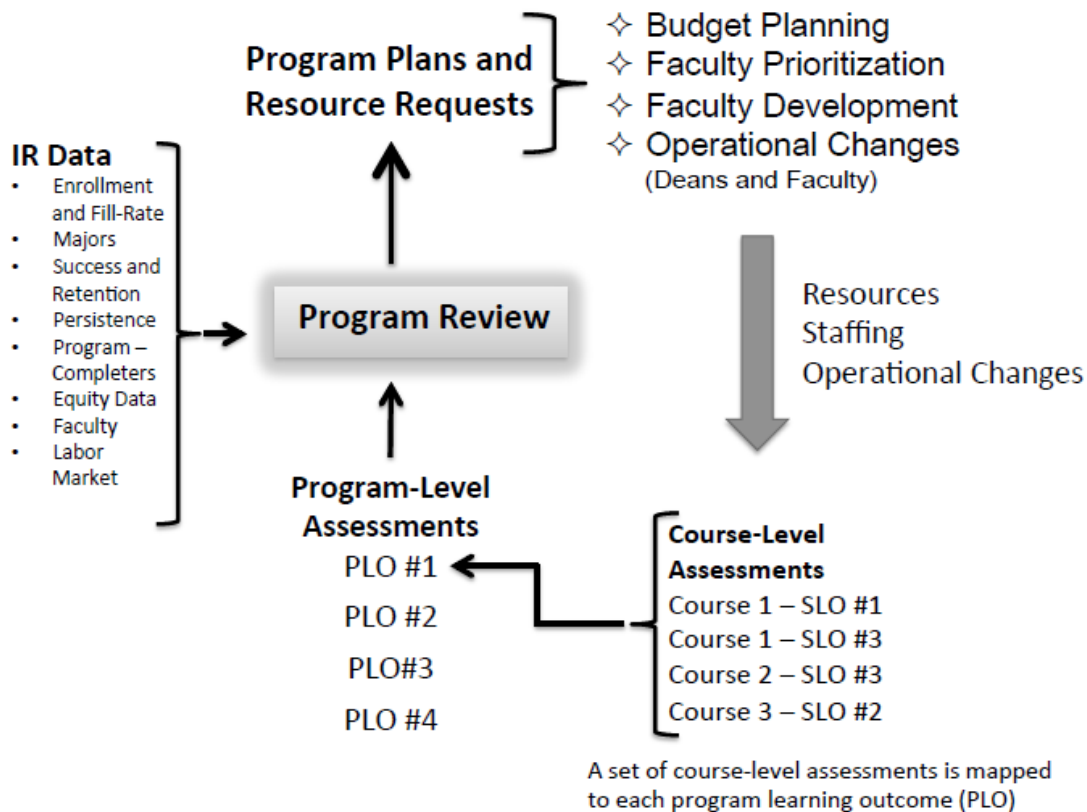 Program Plans and
Resource Requests
✧ Budget Planning
✧ Faculty Prioritization
✧ Faculty Development
✧ Operational Changes
(Deans and Faculty)
IR Data
• Enrollment
and Fill-Rate
• Majors
• Success and
Retention
• Persistence
• Program –
Completers
• Equity Data
• Faculty
• Labor
Market
Program Review
Resources
Staffing
Operational Changes
Program-Level
Assessments
PLO #1
PLO #2
PLO#3
PLO #4
Course-Level
Assessments
Course 1 – SLO #1
Course 1 – SLO #3
Course 2 – SLO #3
Course 3 – SLO #2
A set of course-level assessments is mapped
to each program learning outcome (PLO)